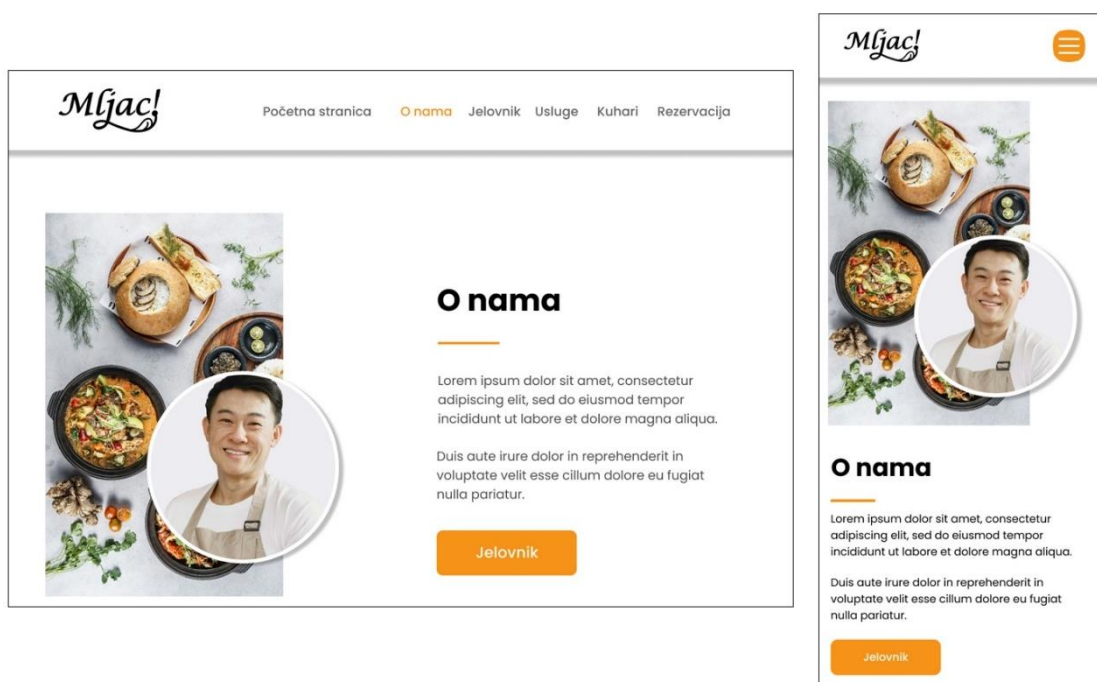 Mljac!
Početna stranica O nama Jelovnik Usluge Kuhari Rezervacija
O nama
Lorem ipsum dolor sit amet, consectetur
adipiscing elit, sed do eiusmod tempor
incididunt ut labore et dolore magna aliqua.
Duis aute irure dolor in reprehenderit in
voluptate velit esse cillum dolore eu fugiat
nulla pariatur.
Jelovnik
Mljac!
O nama
Lorem ipsum dolor sit amet, consectetur
adipiscing elit, sed do eiusmod tempor
incididunt ut labore et dolore magna aliqua.
Duis aute irure dolor in reprehenderit in
voluptate velit esse cillum dolore eu fugiat
nulla pariatur.
Jelovnik